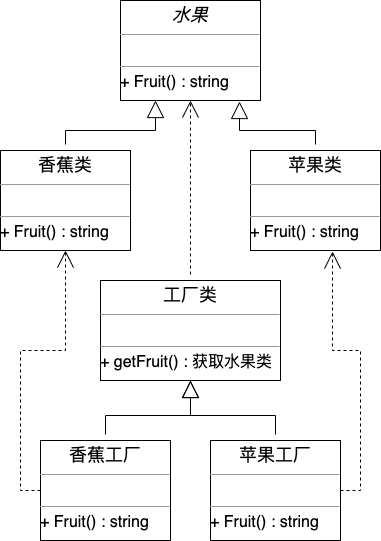 水果
+ Fruit() : string
香蕉类
+ Fruit() : string
苹果类
+ Fruit() : string
工厂类
+ getFruit() : 获取水果类
香蕉工厂
+ Fruit() : string
苹果工厂
+ Fruit() : string